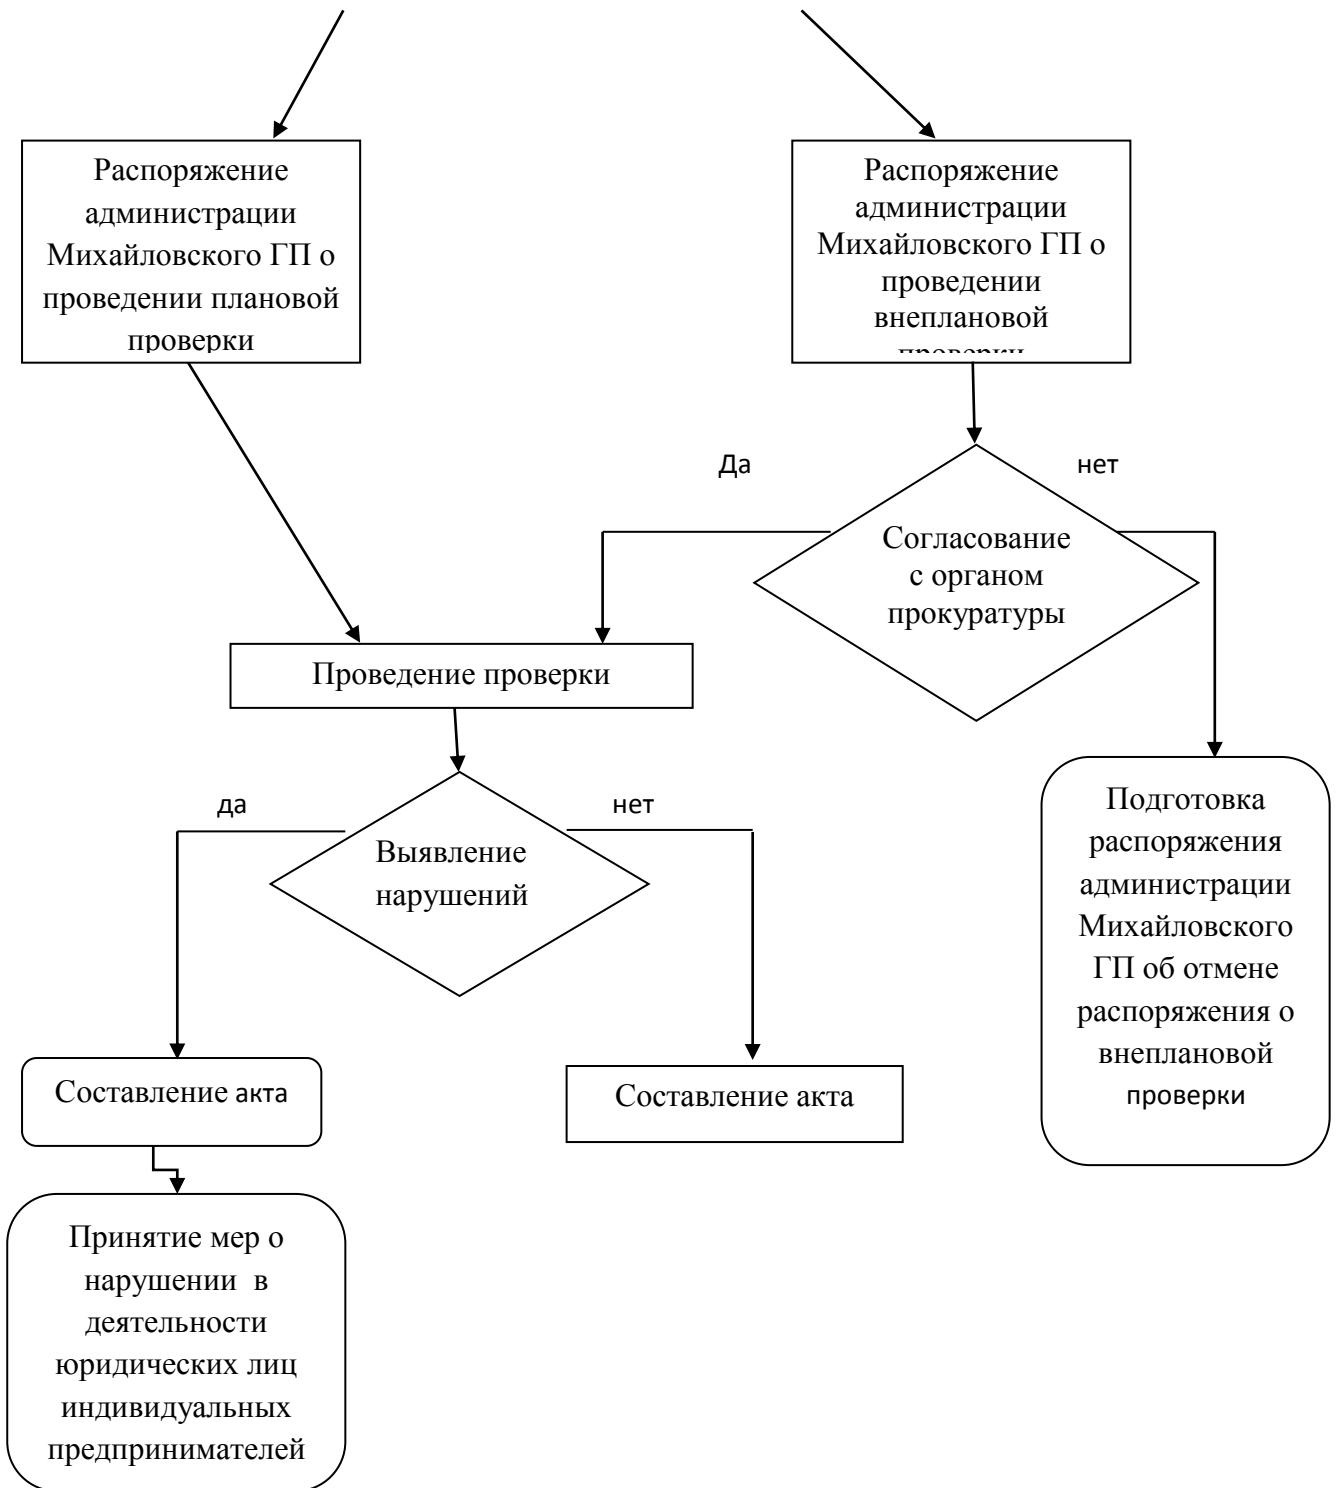 Распоряжение
администрации
Михайловского ГП о
проведении плановой
проверки
Распоряжение
администрации
Михайловского ГП о
проведении
внеплановой
проверки
Да
нет
Согласование
с органом
прокуратуры
Проведение проверки
да
нет
Выявление
нарушений
Подготовка
распоряжения
администрации
Михайловского
ГП об отмене
распоряжения о
внеплановой
проверки
Составление акта
Составление акта
Принятие мер о
нарушении в
деятельности
юридических лиц
индивидуальных
предпринимателей